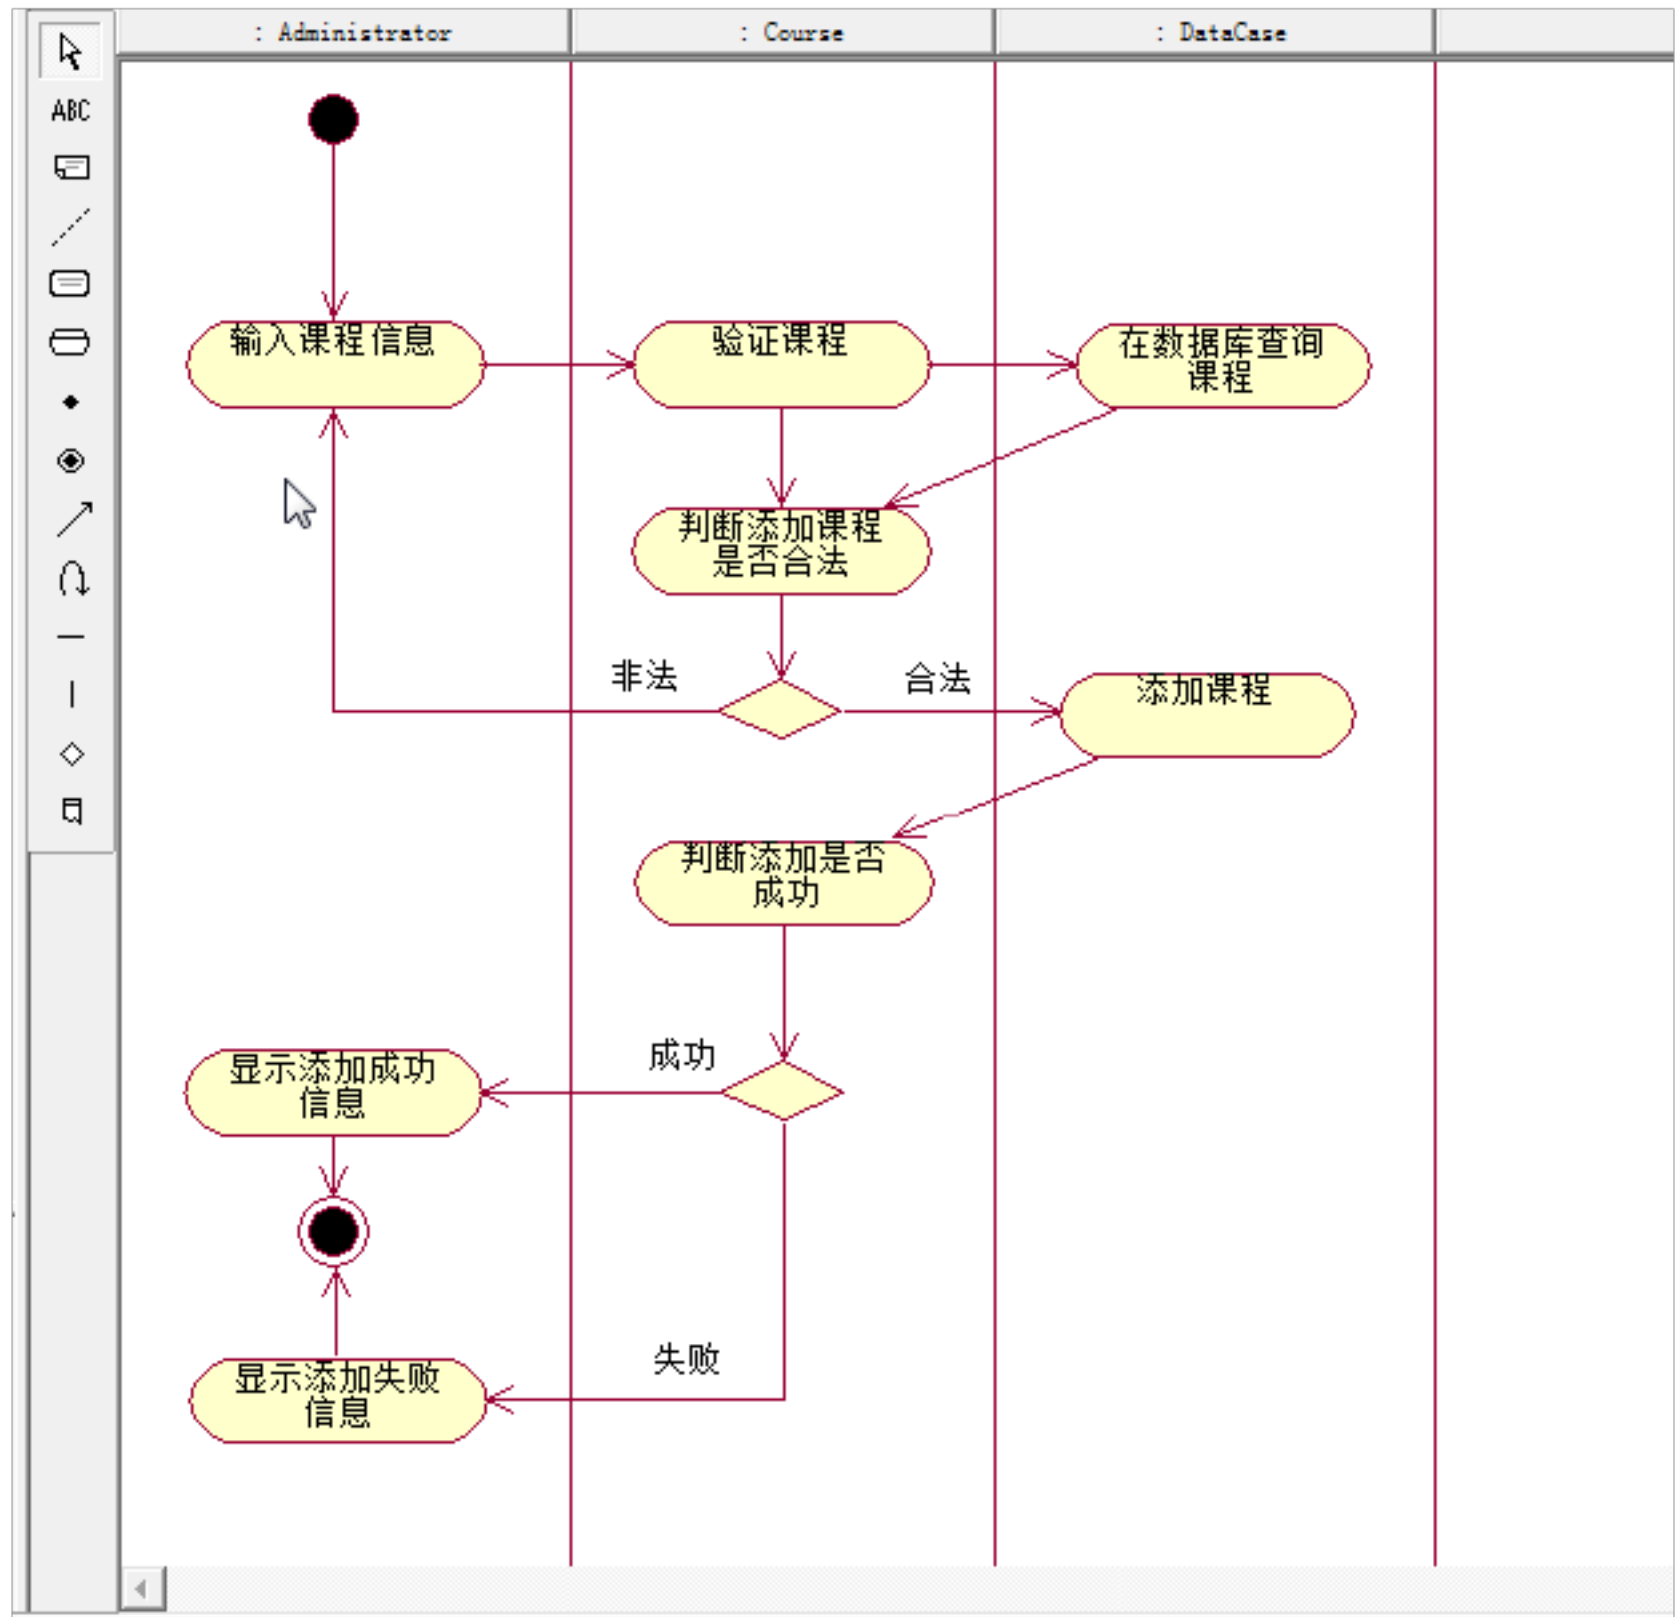 : Administrator
: Course
: DataCase
ABC
输入课程信息
验证课程
在数据库查询
课程
判断添加课程
是否合法
非法
合法
添加课程
判断添加是否
成功
成功
显示添加成功
信息
失败
显示添加失败
信息